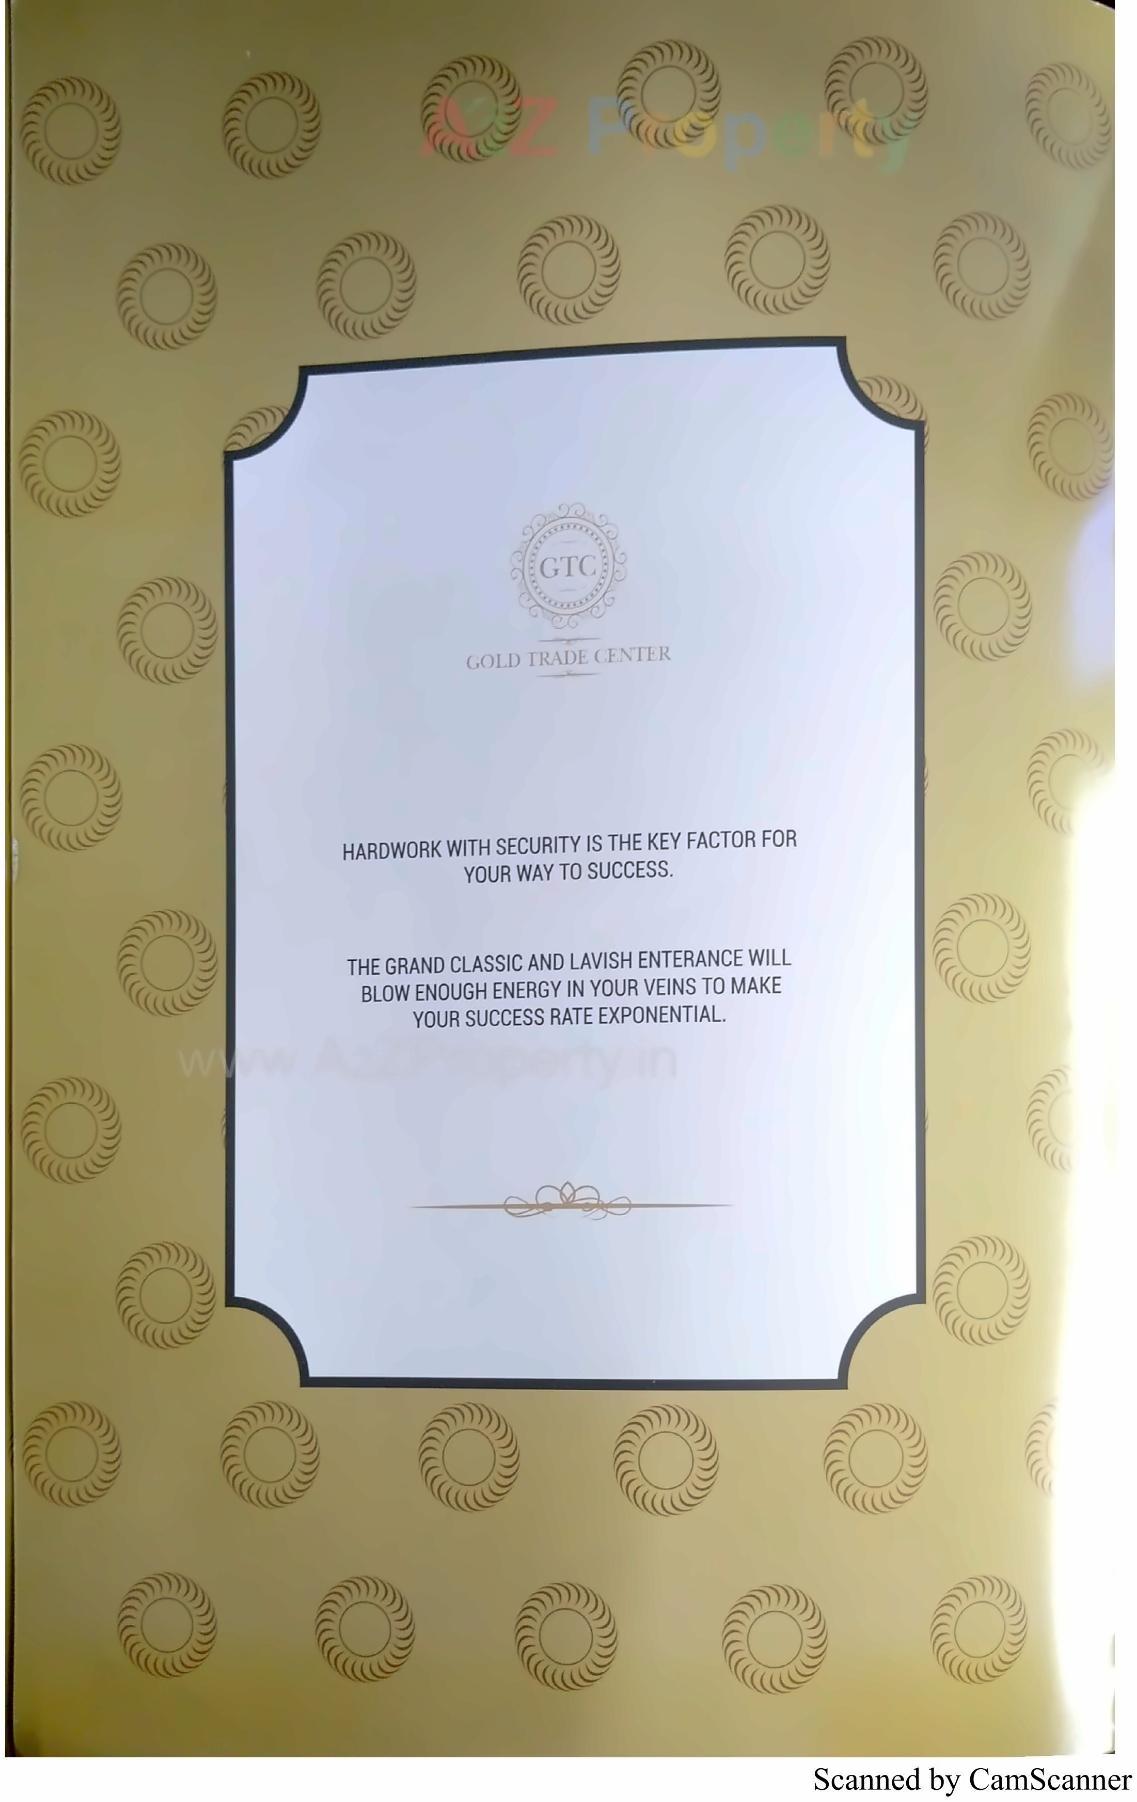 A2Z Property
GTC
GOLD TRADE CENTER
HARDWORK WITH SECURITY IS THE KEY FACTOR FOR
YOUR WAY TO SUCCESS.
THE GRAND CLASSIC AND LAVISH ENTERANCE WILL
BLOW ENOUGH ENERGY IN YOUR VEINS TO MAKE
YOUR SUCCESS RATE EXPONENTIAL.
www.A2ZProperty.in
Scanned by CamScanner